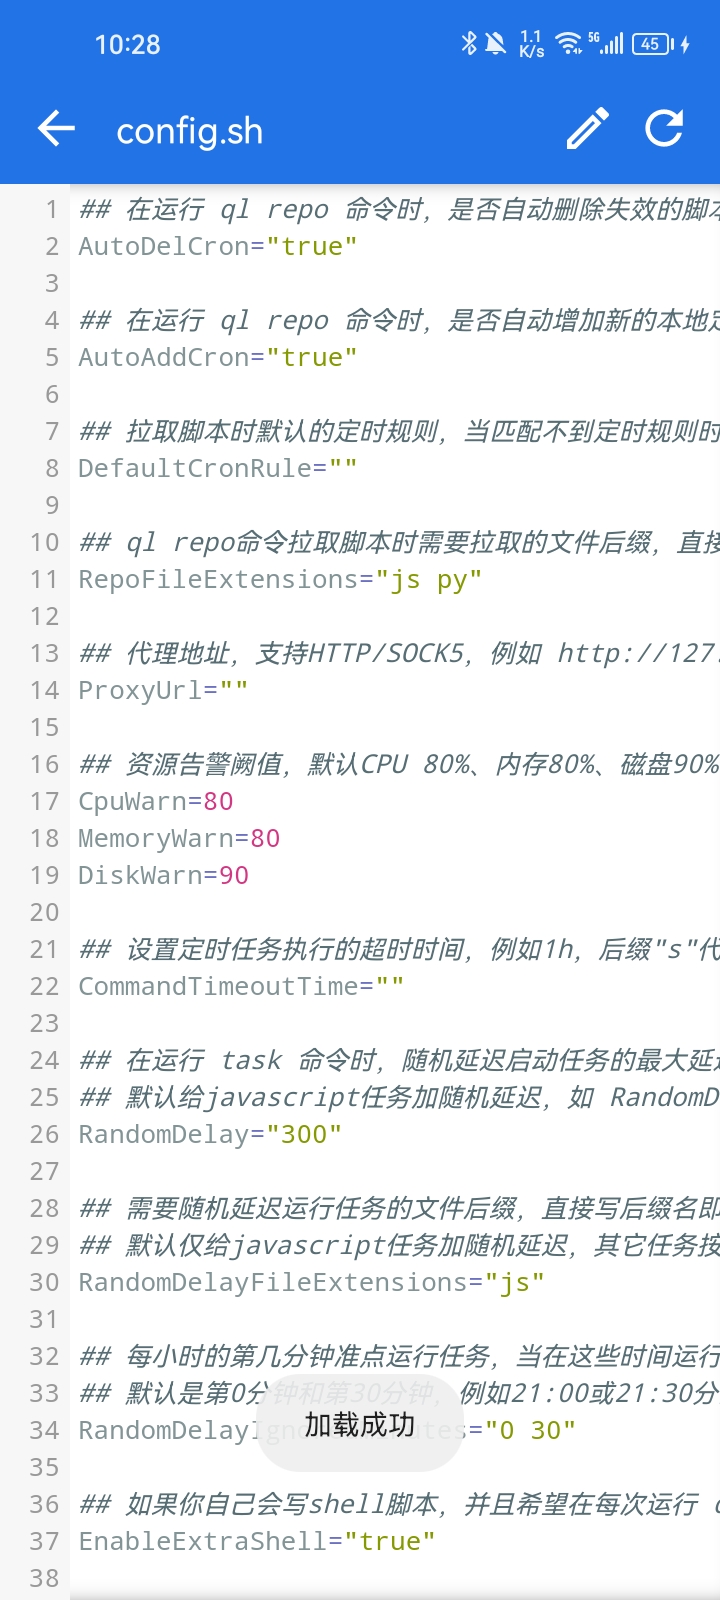 10:28
1.1 K/s 5G 45
config.sh
1 ## 在运行 ql repo 命令时，是否自动删除失效的脚本
2 AutoDelCron="true"
3
4 ## 在运行 ql repo 命令时，是否自动增加新的本地定
5 AutoAddCron="true"
6
7 ## 拉取脚本时默认的定时规则，当匹配不到定时规则时
8 DefaultCronRule=""
9
10 ## ql repo命令拉取脚本时需要拉取的文件后缀，直接
11 RepoFileExtensions="js py"
12
13 ## 代理地址，支持HTTP/SOCK5，例如 http://127.
14 ProxyUrl=""
15
16 ## 资源告警阙值，默认CPU 80%、内存80%、磁盘90%
17 CpuWarn=80
18 MemoryWarn=80
19 DiskWarn=90
20
21 ## 设置定时任务执行的超时时间，例如1h，后缀"s"代
22 CommandTimeoutTime=""
23
24 ## 在运行 task 命令时，随机延迟启动任务的最大延迟
25 ## 默认给javascript任务加随机延迟，如 RandomD
26 RandomDelay="300"
27
28 ## 需要随机延迟运行任务的文件后缀，直接写后缀名即
29 ## 默认仅给javascript任务加随机延迟，其它任务按
30 RandomDelayFileExtensions="js"
31
32 ## 每小时的第几分钟准点运行任务，当在这些时间运行
33 ## 默认是第0分钟和第30分钟，例如21:00或21:30分
34 RandomDelayIgnoredMinutes="0 30"
加载成功
35
36 ## 如果你自己会写shell脚本，并且希望在每次运行
37 EnableExtraShell="true"
38